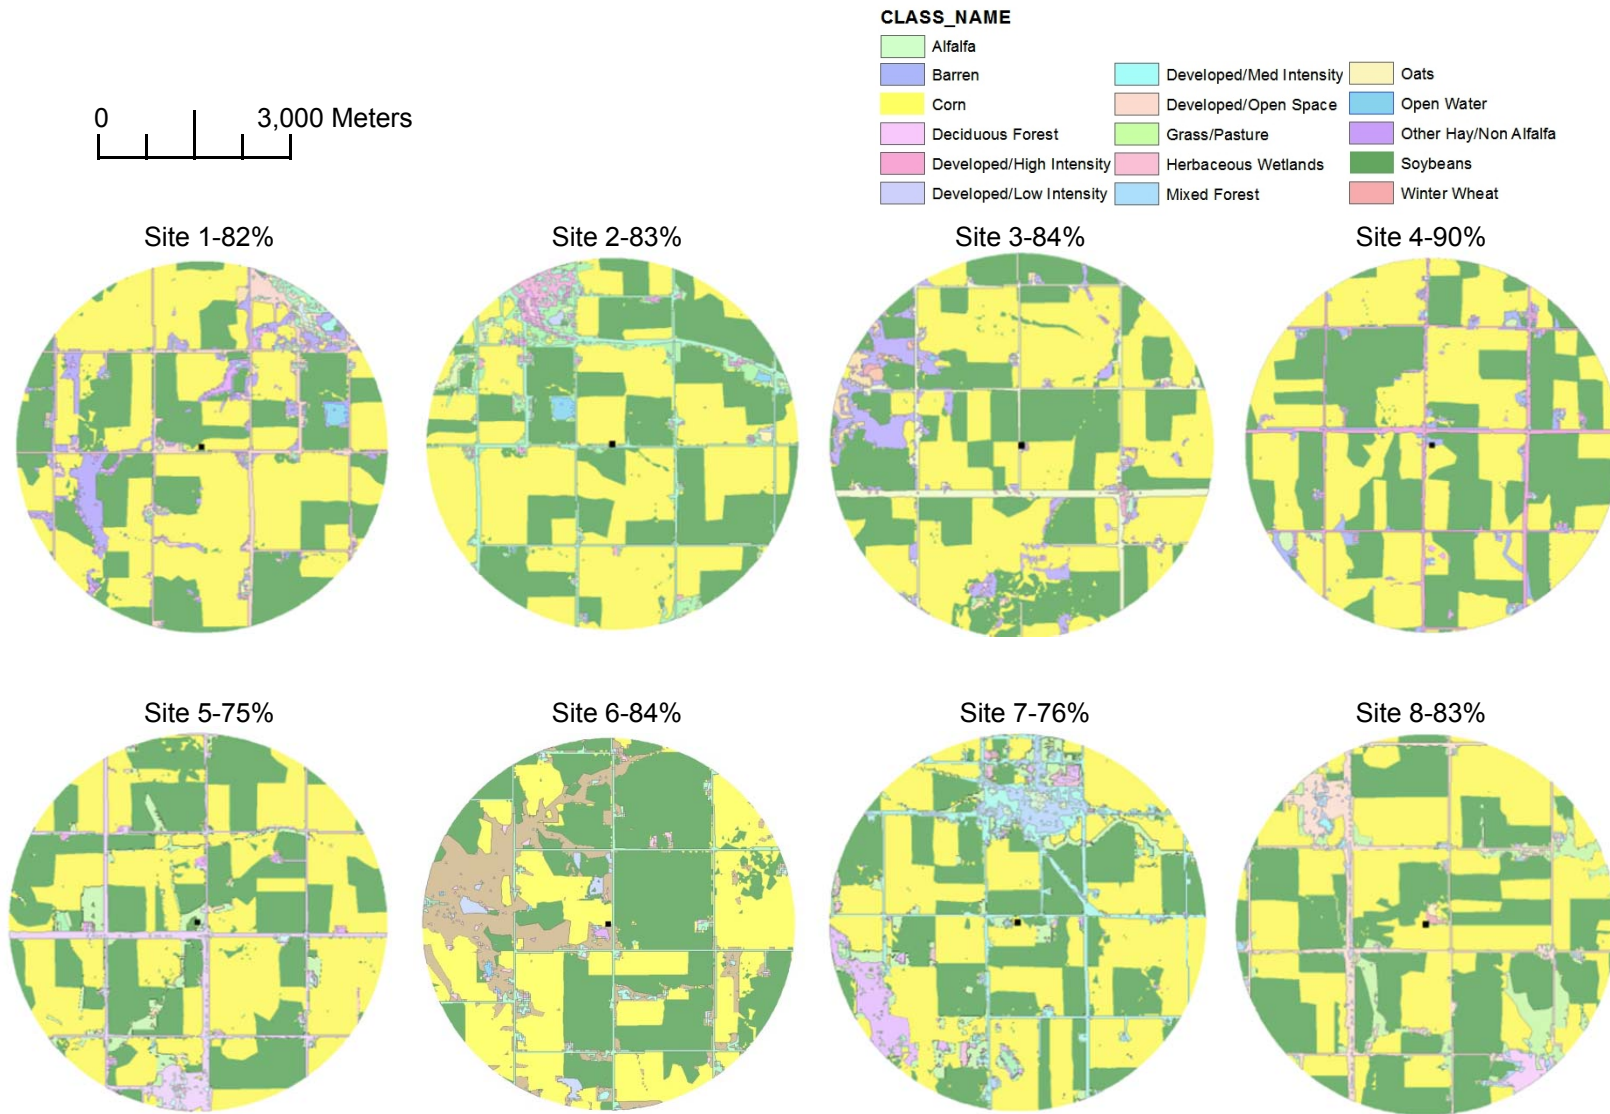 CLASS_NAME
Alfalfa
Barren
Corn
Deciduous Forest
Developed/High Intensity
Developed/Low Intensity
Developed/Med Intensity
Developed/Open Space
Grass/Pasture
Herbaceous Wetlands
Mixed Forest
Oats
Open Water
Other Hay/Non Alfalfa
Soybeans
Winter Wheat
0 3,000 Meters
Site 1-82%
Site 2-83%
Site 3-84%
Site 4-90%
Site 5-75%
Site 6-84%
Site 7-76%
Site 8-83%